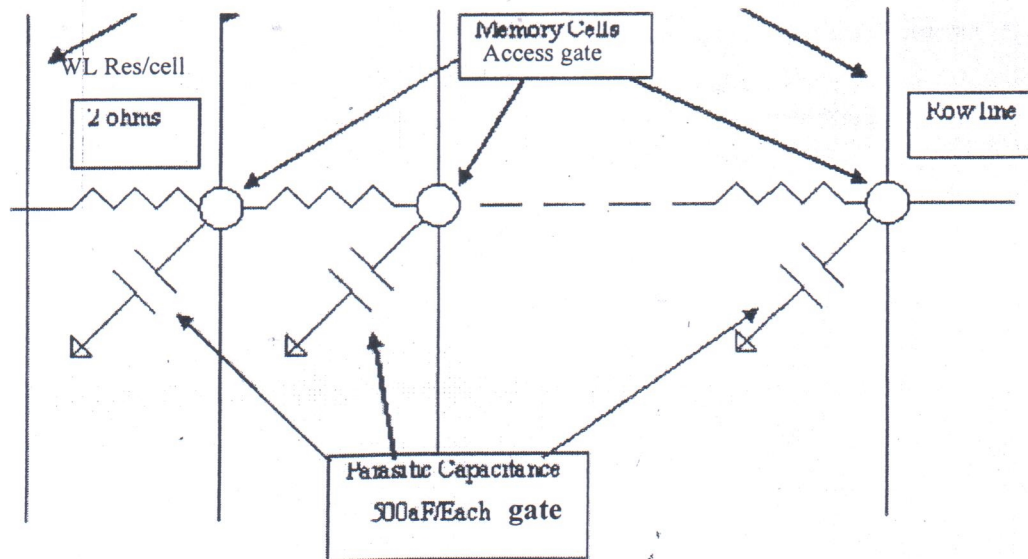 Memory Cells
Access gate
WL Res/cell
2 ohms
Row line
Parasitic Capacitance
500aF/Each gate